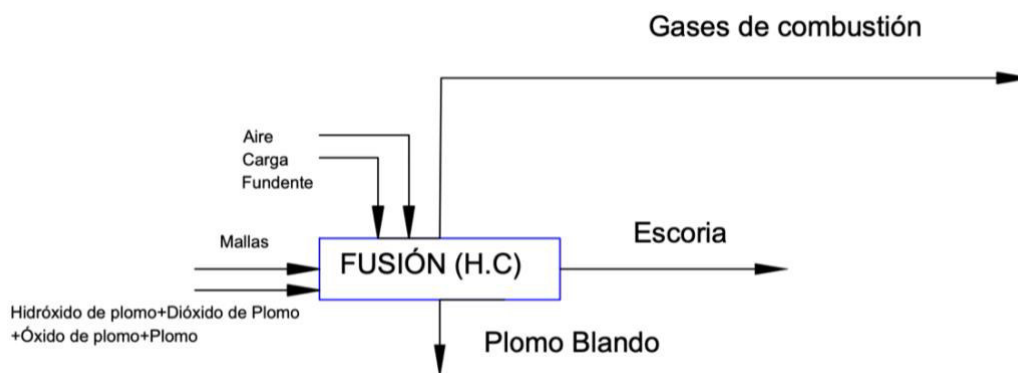 Gases de combustión
Aire
Carga
Fundente
Mallas
Escoria
FUSIÓN (H.C)
Hidróxido de plomo+Dióxido de Plomo
+Óxido de plomo+Plomo
Plomo Blando